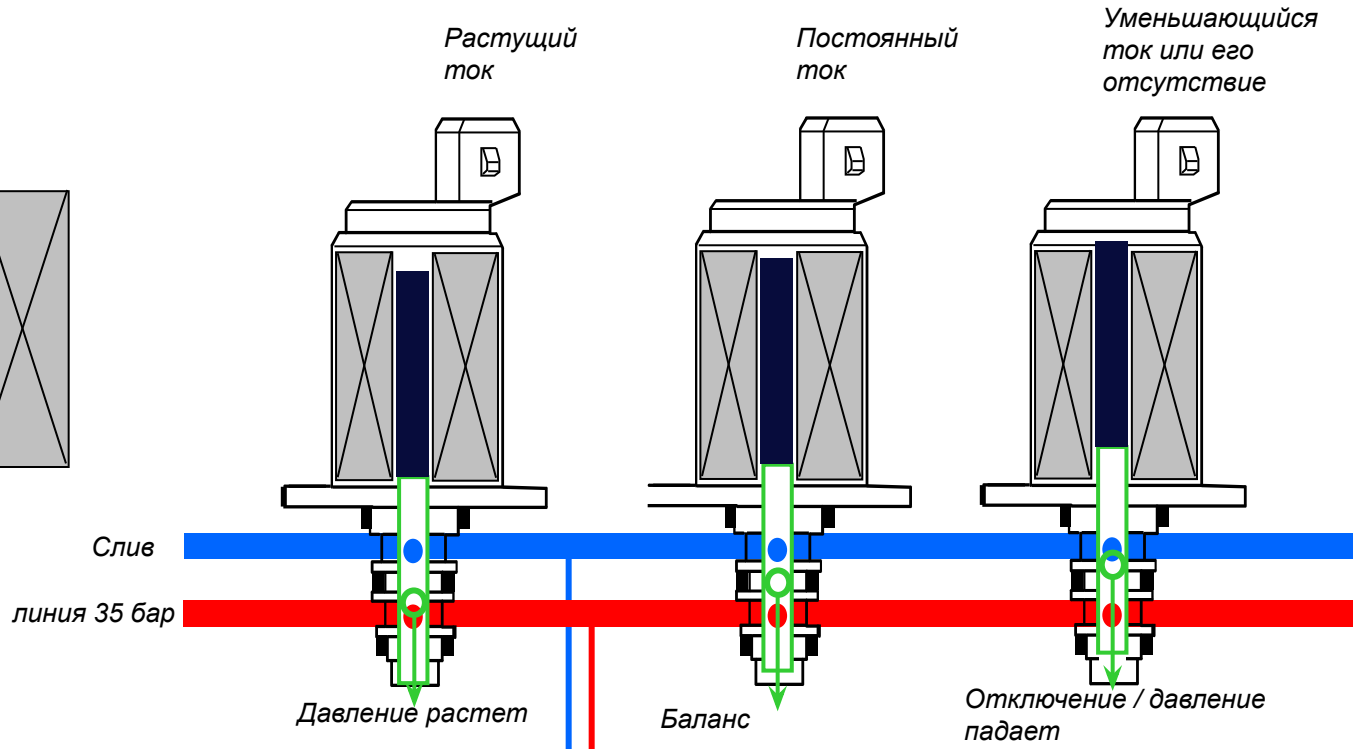 Растущий
ток
Постоянный
ток
Уменьшающийся
ток или его
отсутствие
Слив
линия 35 бар
Давление растет
Баланс
Отключение / давление
падает